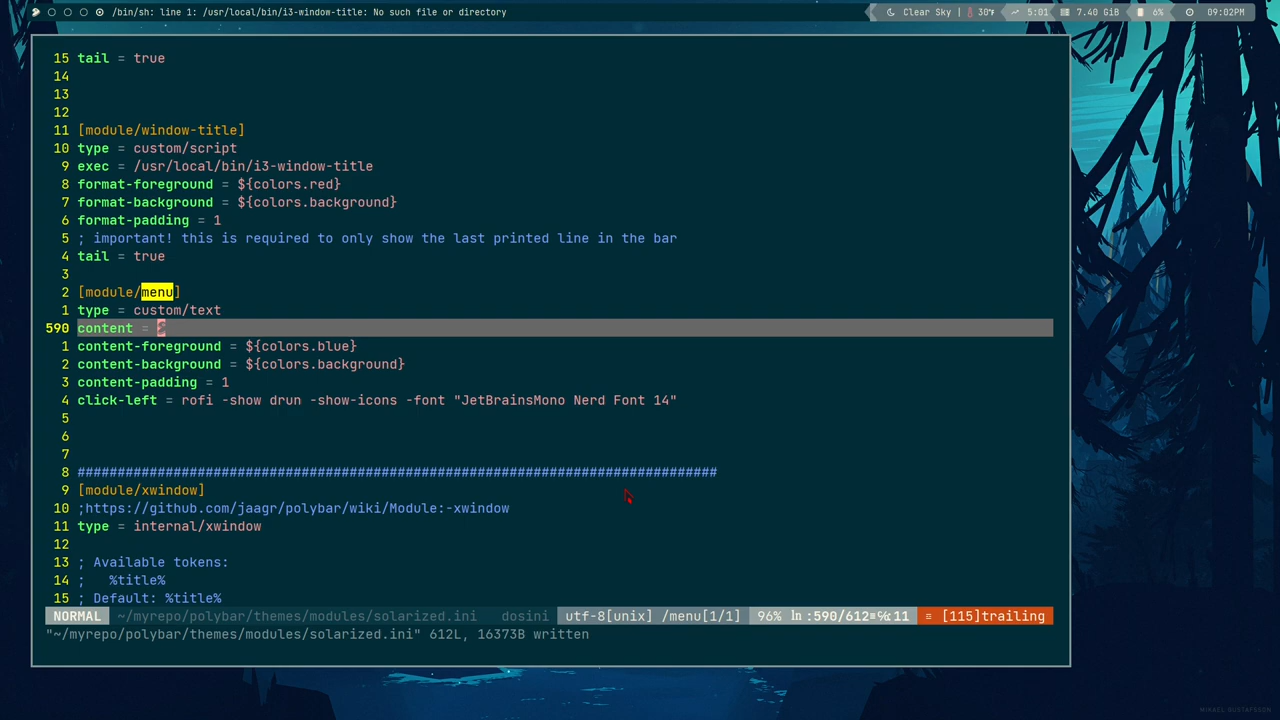 /bin/sh: line 1: /usr/local/bin/i3-window-title: No such file or directory
Clear Sky | 30°F 5:01 7.40 GiB 6% 09:02PM
15 tail = true
14
13
12
11 [module/window-title]
10 type = custom/script
9 exec = /usr/local/bin/i3-window-title
8 format-foreground = ${colors.red}
7 format-background = ${colors.background}
6 format-padding = 1
5 ; important! this is required to only show the last printed line in the bar
4 tail = true
3
2 [module/menu]
1 type = custom/text
590 content =
1 content-foreground = ${colors.blue}
2 content-background = ${colors.background}
3 content-padding = 1
4 click-left = rofi -show drun -show-icons -font "JetBrainsMono Nerd Font 14"
5
6
7
8 ################################################################################
9 [module/xwindow]
10 ;https://github.com/jaagr/polybar/wiki/Module:-xwindow
11 type = internal/xwindow
12
13 ; Available tokens:
14 ;   %title%
15 ; Default: %title%
NORMAL ~/myrepo/polybar/themes/modules/solarized.ini dosini utf-8[unix] /menu[1/1] 96% ㏑:590/612≡℅:11 ≡ [115]trailing
"~/myrepo/polybar/themes/modules/solarized.ini" 612L, 16373B written
MIKAEL GUSTAFSSON